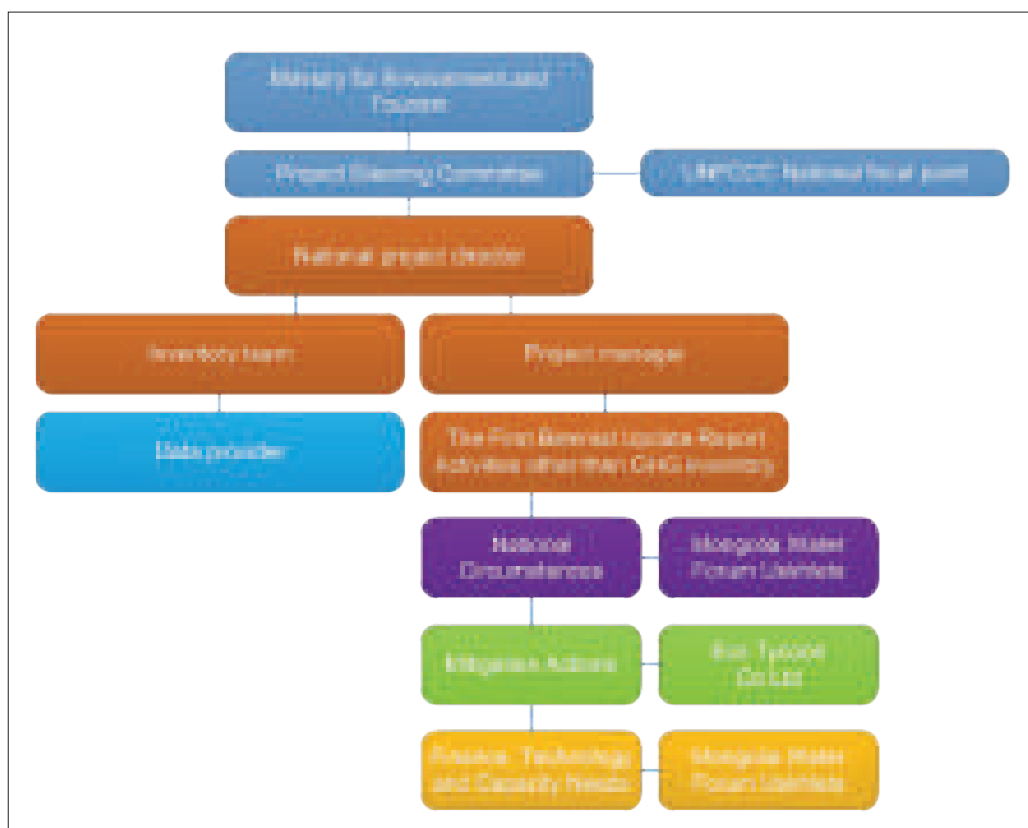 Ministry for Environment and
Tourism
Project Steering Committee
UNFCCC National focal point
National project director
Inventory team
Project manager
Data provider
The First Biennial Update Report
Activities other than GHG inventory
National
Circumstances
Mongolia Water
Forum
Mitigation Actions
Co Ltd
Finance, Technology
and Capacity Needs
Mongolia Water
Forum